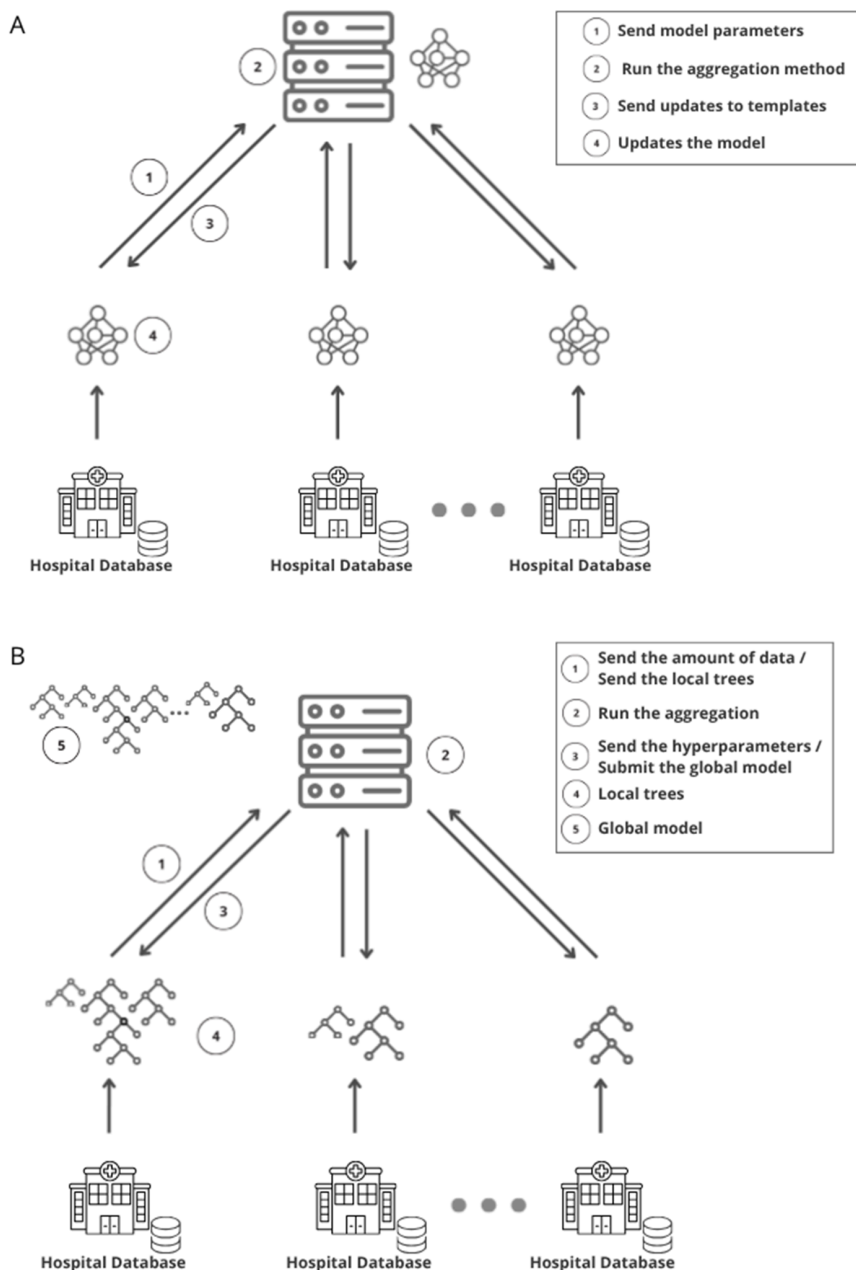 A
2
1 Send model parameters
2 Run the aggregation method
3 Send updates to templates
4 Updates the model
1
3
4
Hospital Database Hospital Database Hospital Database
B
1 Send the amount of data /
Send the local trees
2 Run the aggregation
3 Send the hyperparameters /
Submit the global model
4 Local trees
5 Global model
5
2
1
3
4
Hospital Database Hospital Database Hospital Database